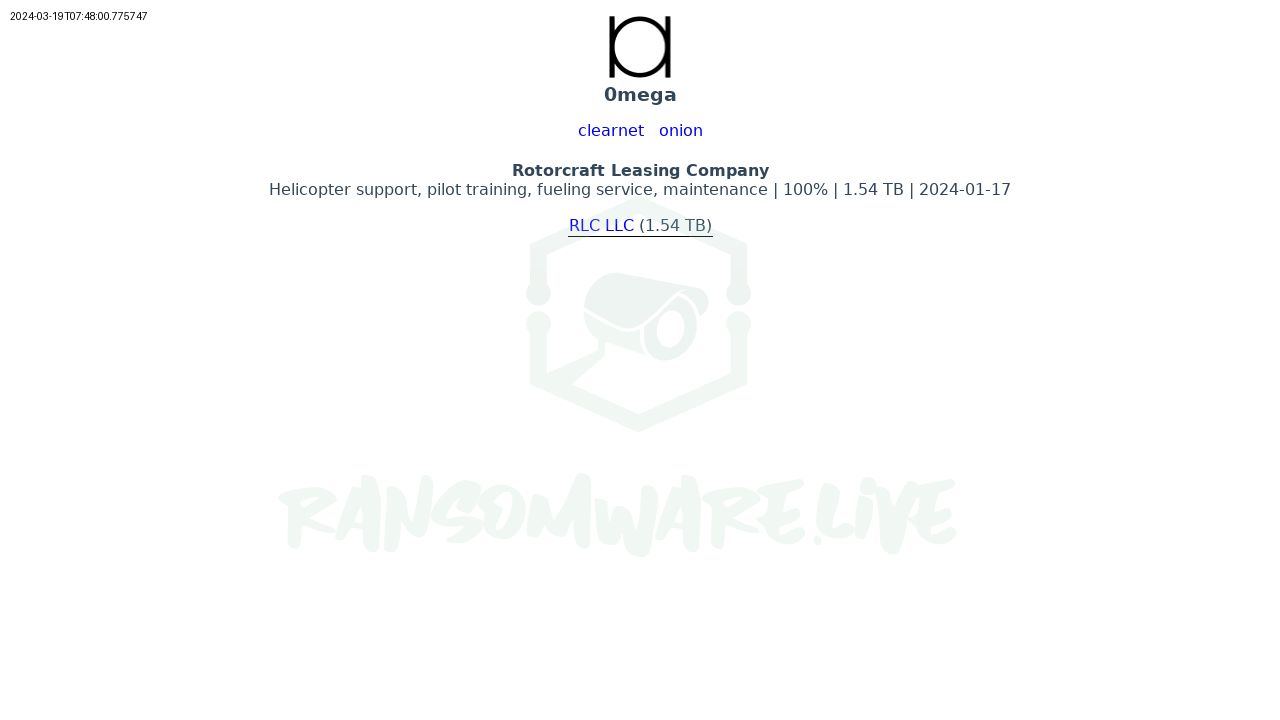 2024-03-19T07:48:00.775747
0mega
clearnet onion
Rotorcraft Leasing Company
Helicopter support, pilot training, fueling service, maintenance | 100% | 1.54 TB | 2024-01-17
RLC LLC (1.54 TB)
RANSOMWARE.LIVE